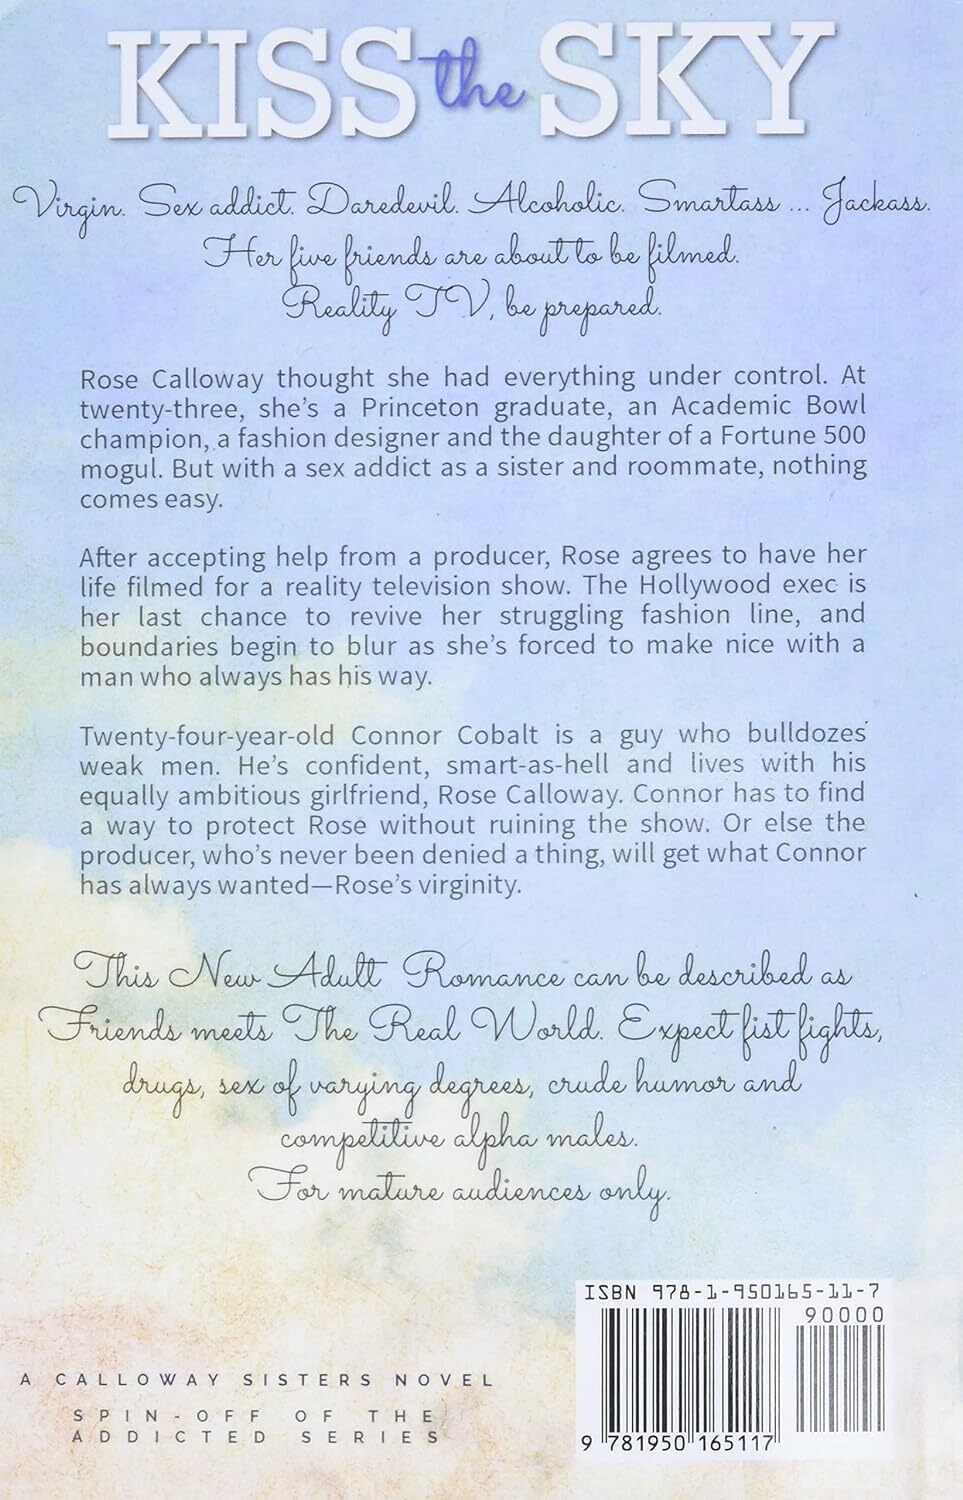 KISS the SKY
Virgin. Sex addict. Daredevil. Alcoholic. Smartass ... Jackass.
Her five friends are about to be filmed.
Reality TV, be prepared.
Rose Calloway thought she had everything under control. At
twenty-three, she's a Princeton graduate, an Academic Bowl
champion, a fashion designer and the daughter of a Fortune 500
mogul. But with a sex addict as a sister and roommate, nothing
comes easy.
After accepting help from a producer, Rose agrees to have her
life filmed for a reality television show. The Hollywood exec is
her last chance to revive her struggling fashion line, and
boundaries begin to blur as she's forced to make nice with a
man who always has his way.
Twenty-four-year-old Connor Cobalt is a guy who bulldozes
weak men. He's confident, smart-as-hell and lives with his
equally ambitious girlfriend, Rose Calloway. Connor has to find
a way to protect Rose without ruining the show. Or else the
producer, who's never been denied a thing, will get what Connor
has always wanted—Rose's virginity.
This New Adult Romance can be described as
Friends meets The Real World. Expect fist fights,
drugs, sex of varying degrees, crude humor and
competitive alpha males.
For mature audiences only.
ISBN 978-1-950165-11-7
90000
9 781950 165117
A CALLOWAY SISTERS NOVEL
SPIN-OFF OF THE
ADDICTED SERIES